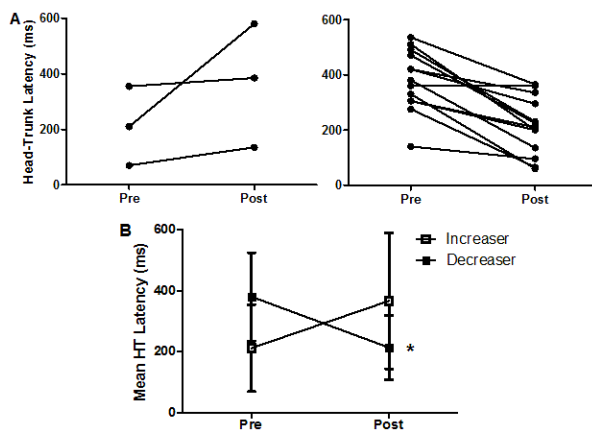 A
Head-Trunk Latency (ms)
600
400
200
0
Pre
Post
600
400
200
0
Pre
Post
B
Mean HT Latency (ms)
600
400
200
0
Pre
Post
Increaser
Decreaser
*